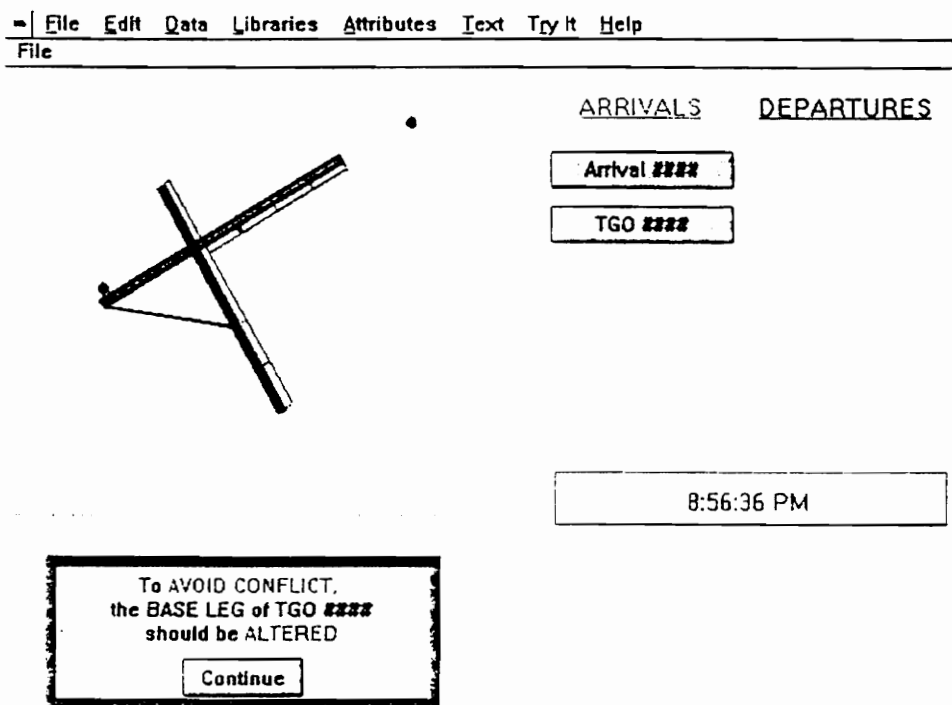 File Edit Data Libraries Attributes Text Try It Help
File
ARRIVALS DEPARTURES
Arrival ####
TGO ####
8:56:36 PM
To AVOID CONFLICT,
the BASE LEG of TGO ####
should be ALTERED
Continue